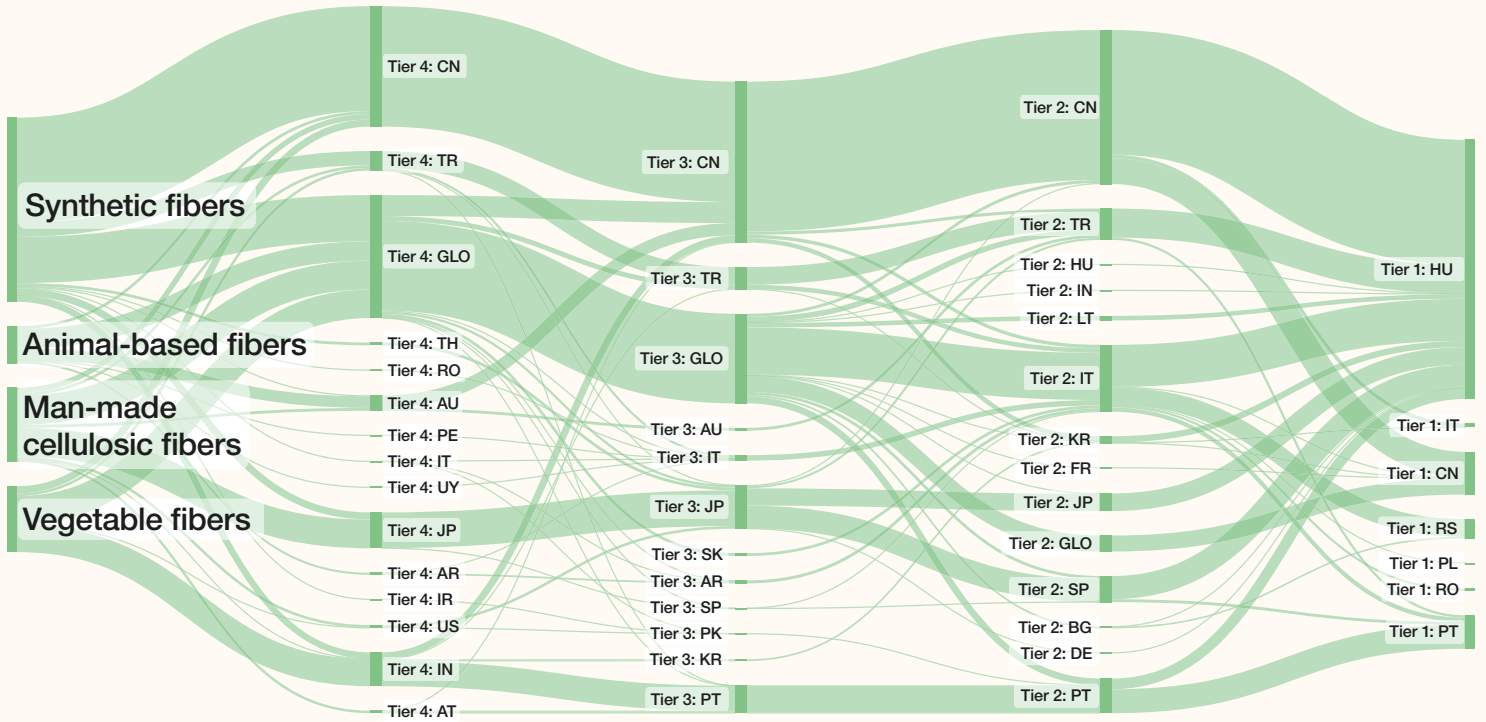 Synthetic fibers
Animal-based fibers
Man-made
cellulosic fibers
Vegetable fibers
Tier 4: CN
Tier 4: TR
Tier 4: GLO
Tier 4: TH
Tier 4: RO
Tier 4: AU
Tier 4: PE
Tier 4: IT
Tier 4: UY
Tier 4: JP
Tier 4: AR
Tier 4: IR
Tier 4: US
Tier 4: IN
Tier 4: AT
Tier 3: CN
Tier 3: TR
Tier 3: GLO
Tier 3: AU
Tier 3: IT
Tier 3: JP
Tier 3: SK
Tier 3: AR
Tier 3: SP
Tier 3: PK
Tier 3: KR
Tier 3: PT
Tier 2: CN
Tier 2: TR
Tier 2: HU
Tier 2: IN
Tier 2: LT
Tier 2: IT
Tier 2: KR
Tier 2: FR
Tier 2: JP
Tier 2: GLO
Tier 2: SP
Tier 2: BG
Tier 2: DE
Tier 2: PT
Tier 1: HU
Tier 1: IT
Tier 1: CN
Tier 1: RS
Tier 1: PL
Tier 1: RO
Tier 1: PT